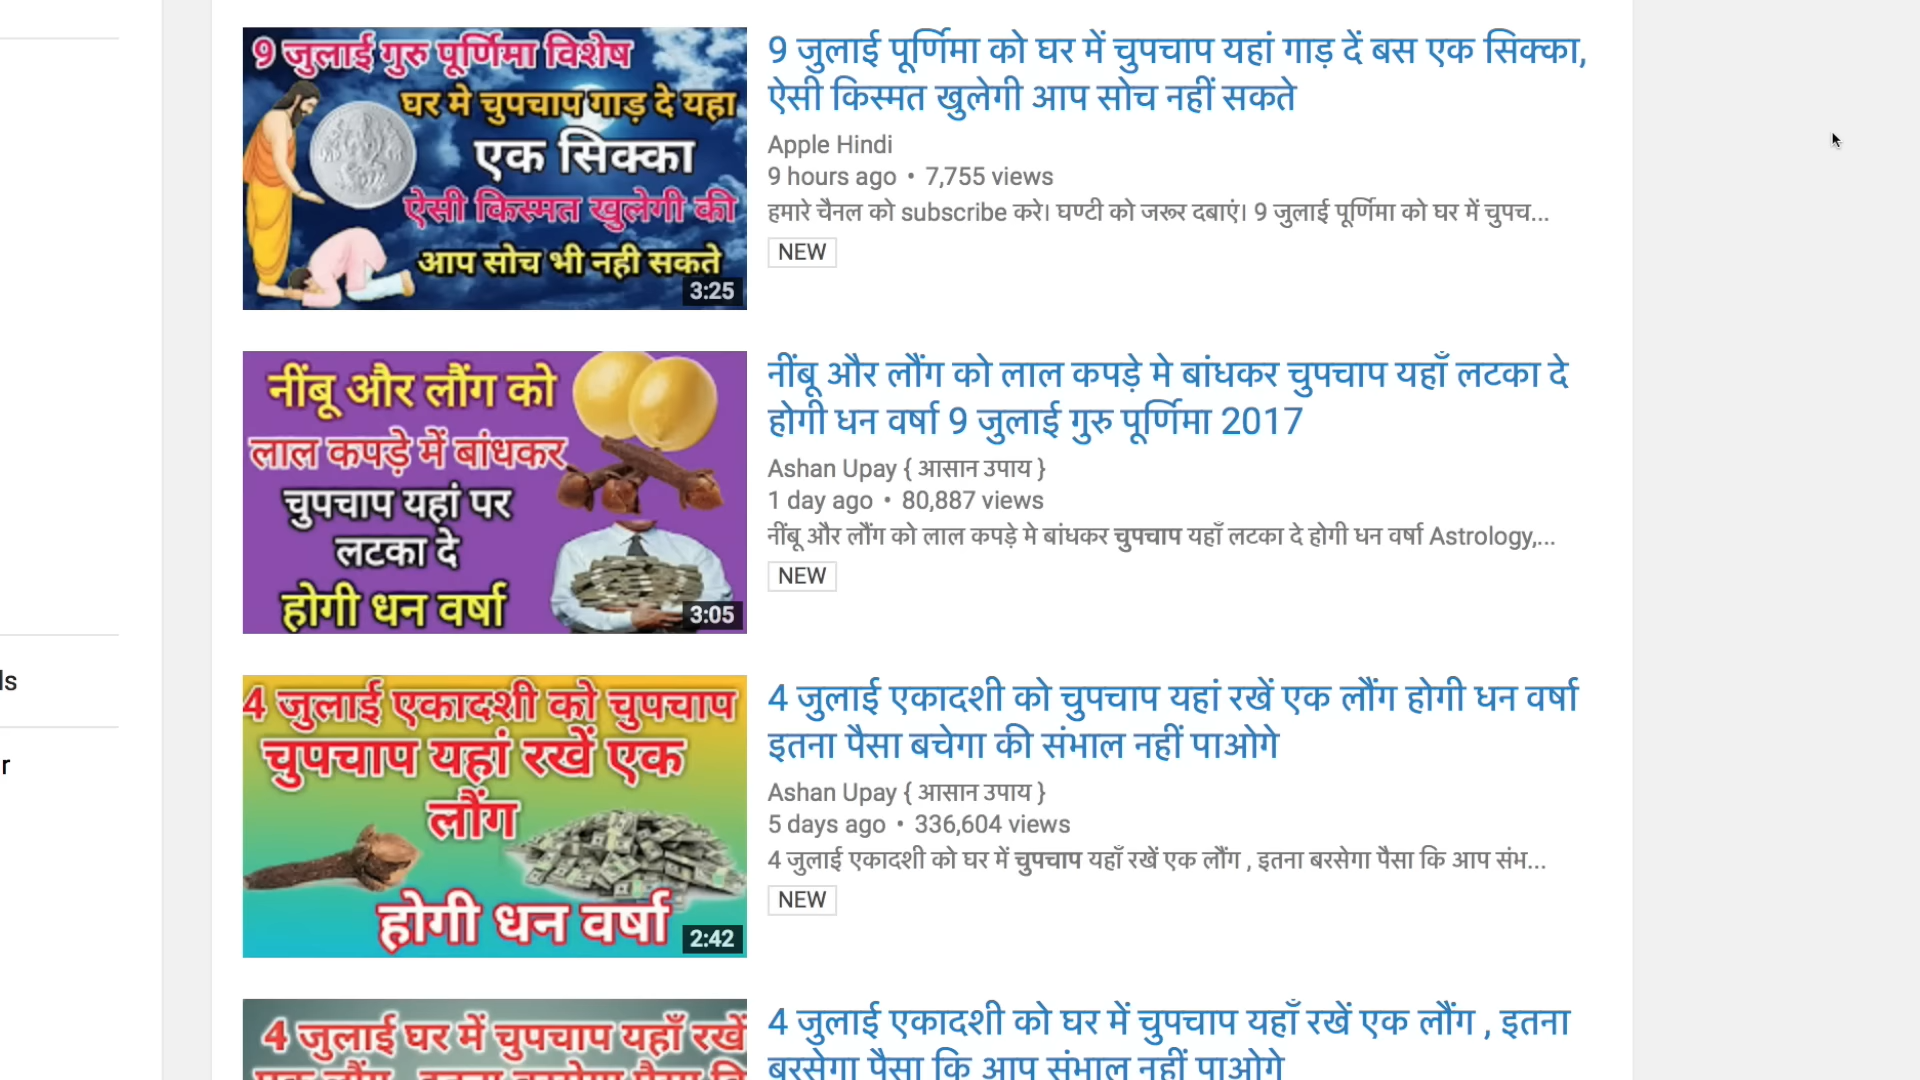 9 जुलाई गुरु पूर्णिमा विशेष
घर मे चुपचाप गाड़ दे यहा
एक सिक्का
ऐसी किस्मत खुलेगी की
आप सोच भी नही सकते
3:25
9 जुलाई पूर्णिमा को घर में चुपचाप यहां गाड़ दें बस एक सिक्का,
ऐसी किस्मत खुलेगी आप सोच नहीं सकते
Apple Hindi
9 hours ago • 7,755 views
हमारे चैनल को subscribe करे। घण्टी को जरूर दबाएं। 9 जुलाई पूर्णिमा को घर में चुपच...
NEW
नींबू और लौंग को
लाल कपड़े में बांधकर
चुपचाप यहां पर
लटका दे
होगी धन वर्षा
3:05
नींबू और लौंग को लाल कपड़े मे बांधकर चुपचाप यहाँ लटका दे
होगी धन वर्षा 9 जुलाई गुरु पूर्णिमा 2017
Ashan Upay { आसान उपाय }
1 day ago • 80,887 views
नींबू और लौंग को लाल कपड़े मे बांधकर चुपचाप यहाँ लटका दे होगी धन वर्षा Astrology,...
NEW
ls
4 जुलाई एकादशी को चुपचाप
चुपचाप यहां रखें एक
लौंग
होगी धन वर्षा
2:42
4 जुलाई एकादशी को चुपचाप यहां रखें एक लौंग होगी धन वर्षा
इतना पैसा बचेगा की संभाल नहीं पाओगे
Ashan Upay { आसान उपाय }
5 days ago • 336,604 views
4 जुलाई एकादशी को घर में चुपचाप यहाँ रखें एक लौंग , इतना बरसेगा पैसा कि आप संभ...
NEW
r
4 जुलाई घर में चुपचाप यहाँ रखें
4 जुलाई एकादशी को घर में चुपचाप यहाँ रखें एक लौंग , इतना
बरसेगा पैसा कि आप संभाल नहीं पाओगे